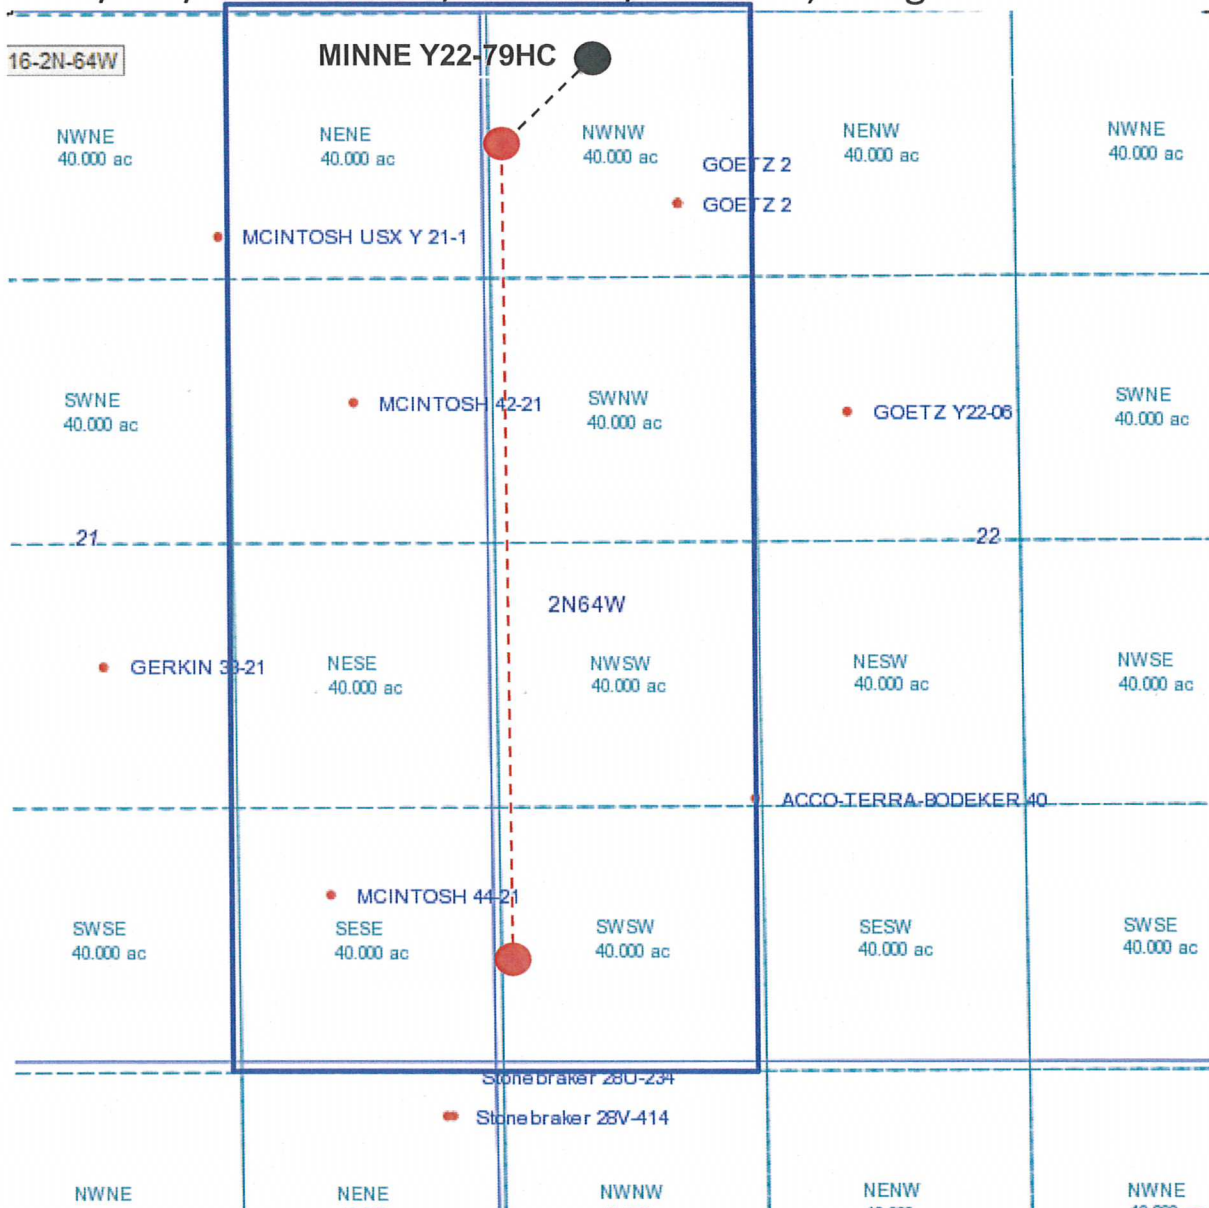 MINNE Y22-79HC
16-2N-64W
NWNE
40.000 ac
NENE
40.000 ac
NWNW
40.000 ac
NENW
40.000 ac
NWNE
40.000 ac
GOETZ 2
GOETZ 2
MCINTOSH USX Y 21-1
SWNE
40.000 ac
MCINTOSH 42-21
SWNW
40.000 ac
GOETZ Y22-06
SWNE
40.000 ac
21
22
2N64W
GERKIN 33-21
NESE
40.000 ac
NWSW
40.000 ac
NESW
40.000 ac
NWSE
40.000 ac
ACCO-TERRA-BODEKER 40
MCINTOSH 44-21
SWSE
40.000 ac
SESE
40.000 ac
SWSW
40.000 ac
SESW
40.000 ac
SWSE
40.000 ac
Stonebraker 28U-234
Stonebraker 28V-414
NWNE
NENE
NWNW
NENW
NWNE